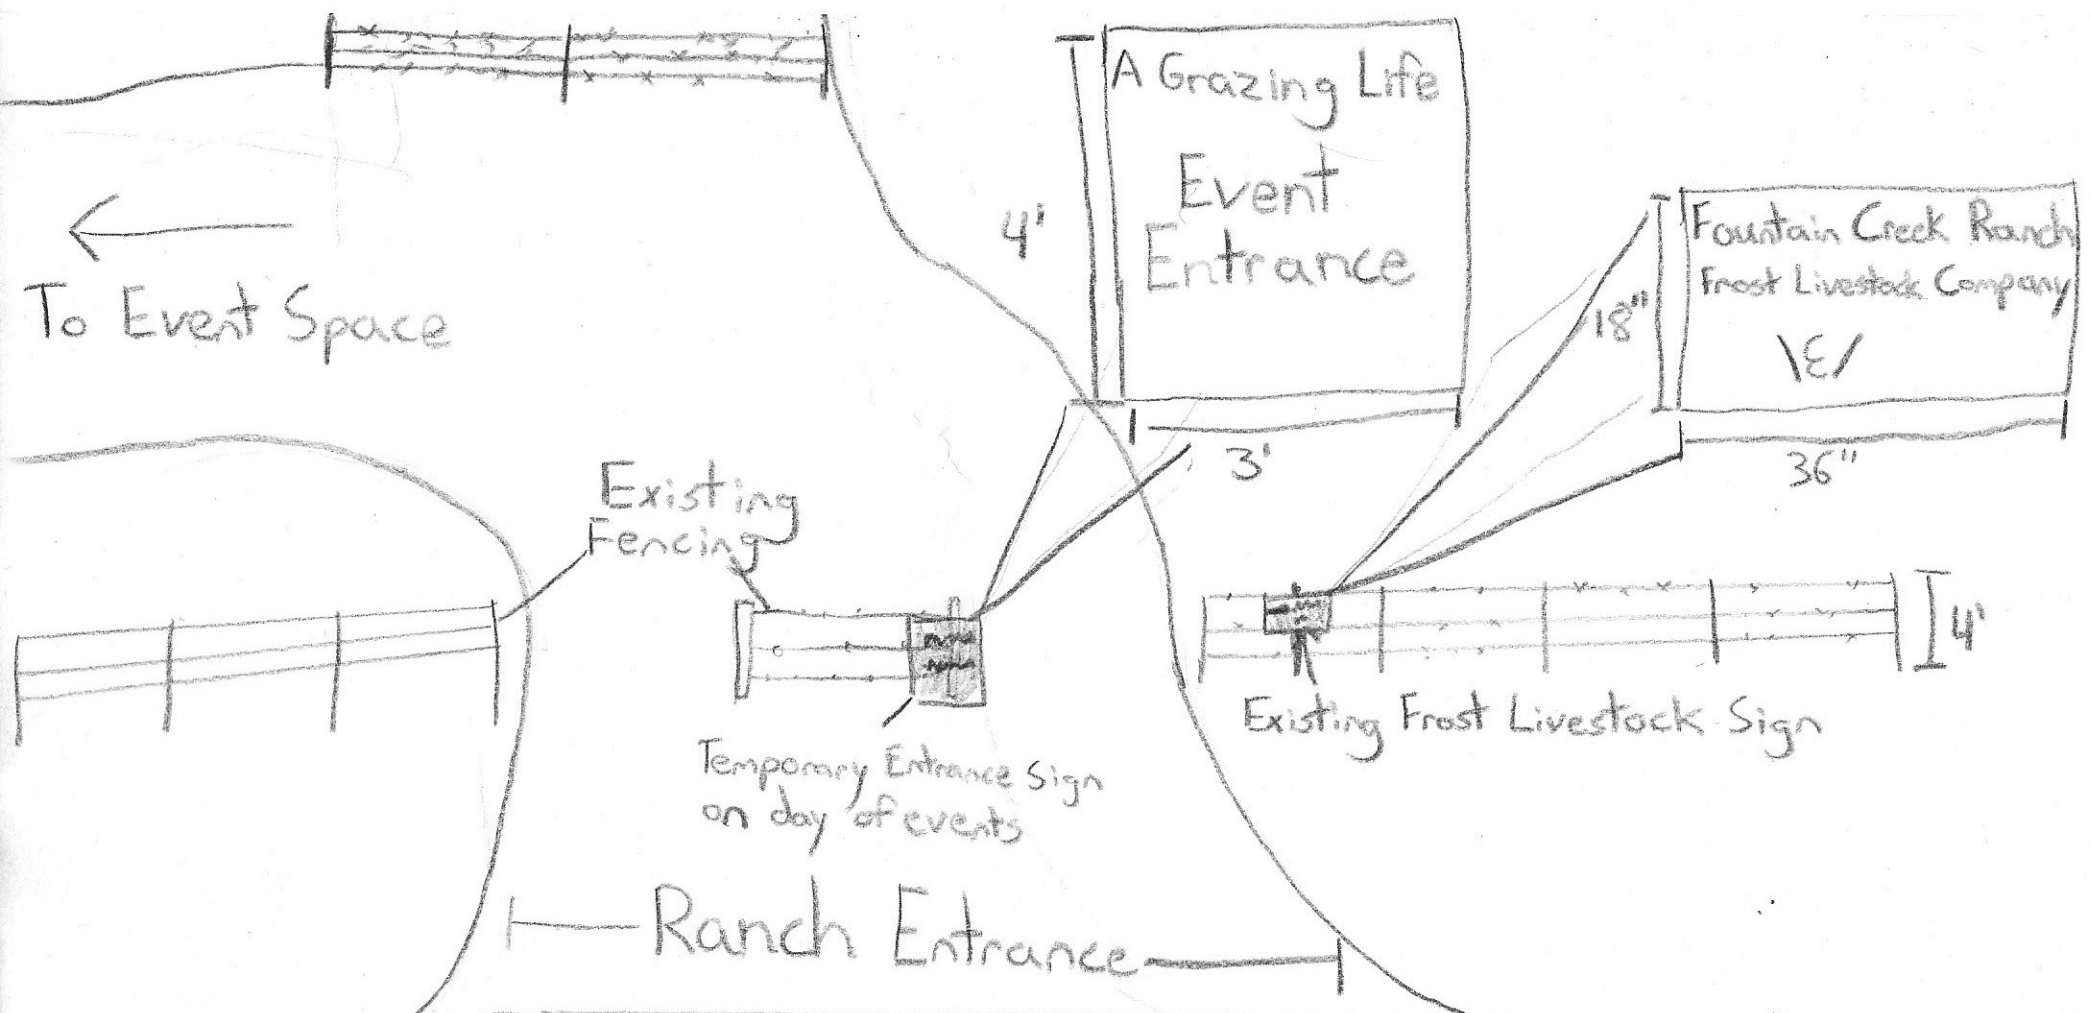 A Grazing Life
Event
Entrance
4'
3'
Fountain Creek Ranch
Frost Livestock Company
\٤/
18"
36"
To Event Space
Existing
Fencing
4'
Existing Frost Livestock Sign
Temporary Entrance Sign
on day of events
Ranch Entrance